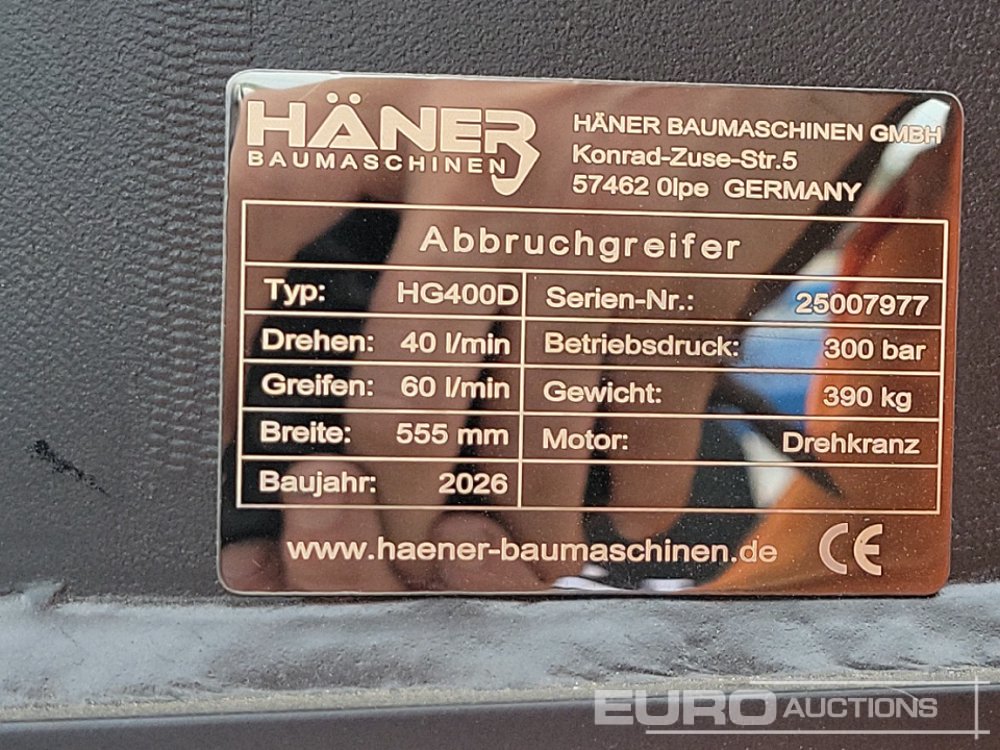 HÄNER
BAUMASCHINEN
HÄNER BAUMASCHINEN GMBH
Konrad-Zuse-Str.5
57462 Olpe GERMANY
Abbruchgreifer
Typ: HG400D Serien-Nr.: 25007977
Drehen: 40 l/min Betriebsdruck: 300 bar
Greifen: 60 l/min Gewicht: 390 kg
Breite: 555 mm Motor: Drehkranz
Baujahr: 2026
www.haener-baumaschinen.de CE
EURO AUCTIONS